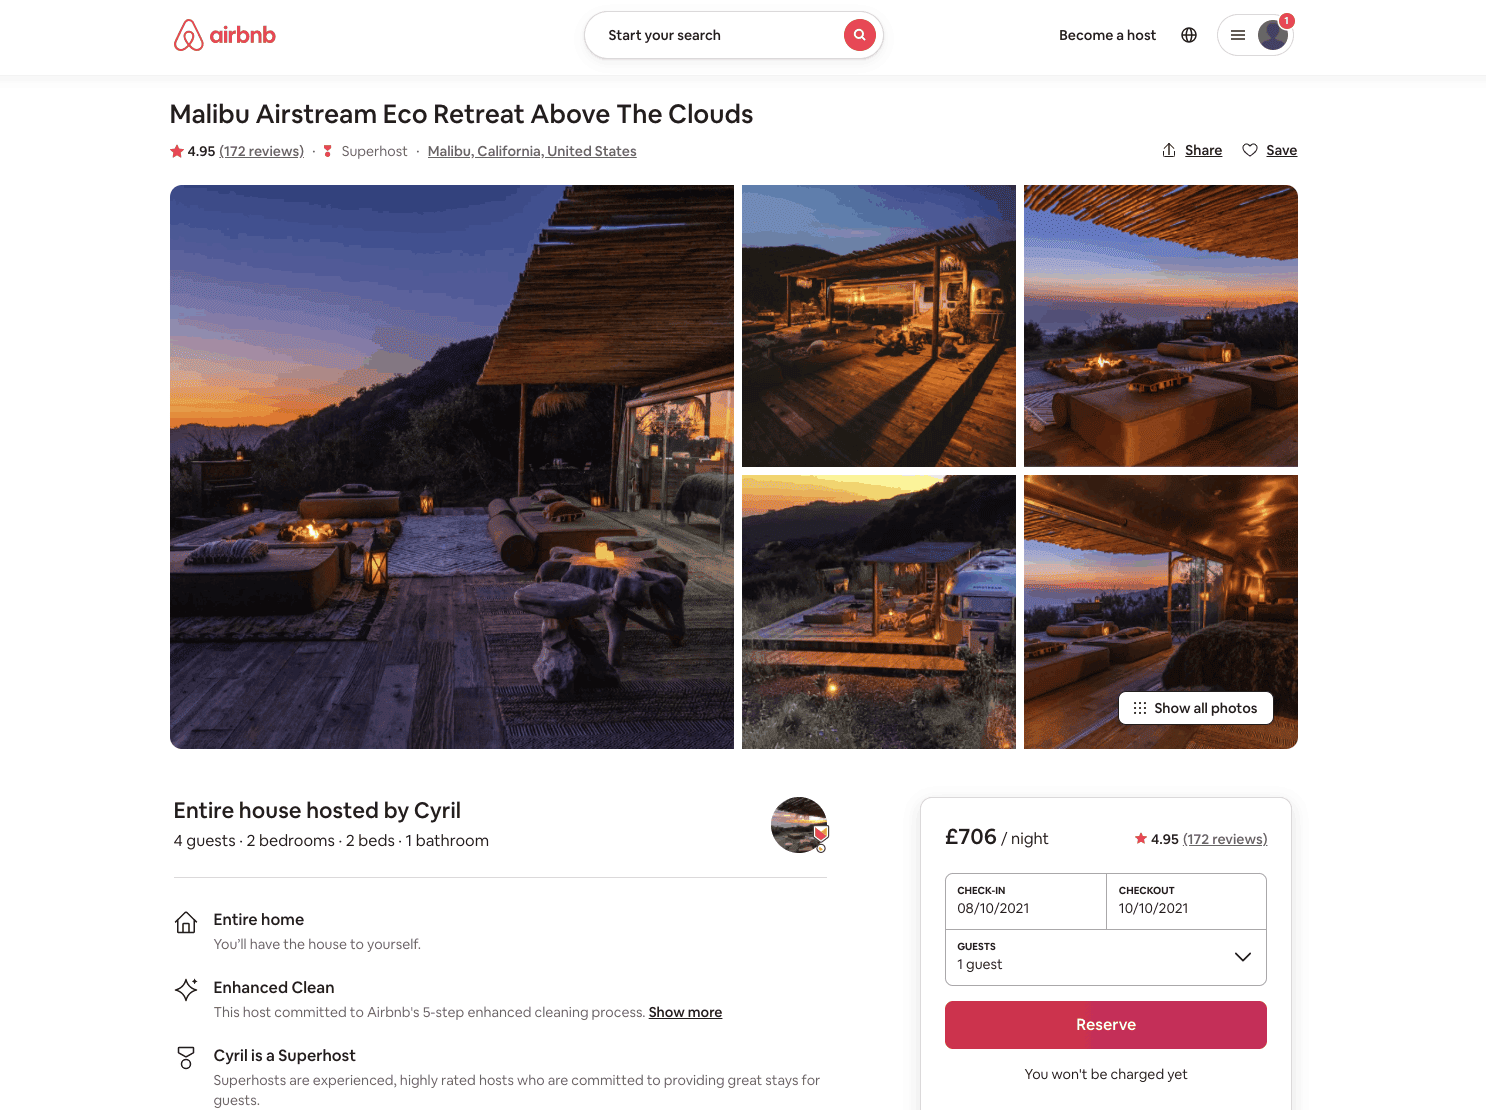 airbnb
Start your search
Become a host
1
Malibu Airstream Eco Retreat Above The Clouds
4.95 (172 reviews) · Superhost · Malibu, California, United States
Share
Save
Show all photos
Entire house hosted by Cyril
4 guests · 2 bedrooms · 2 beds · 1 bathroom
Entire home
You'll have the house to yourself.
Enhanced Clean
This host committed to Airbnb's 5-step enhanced cleaning process. Show more
Cyril is a Superhost
Superhosts are experienced, highly rated hosts who are committed to providing great stays for
guests.
£706 / night
4.95 (172 reviews)
CHECK-IN
08/10/2021
CHECKOUT
10/10/2021
GUESTS
1 guest
Reserve
You won't be charged yet